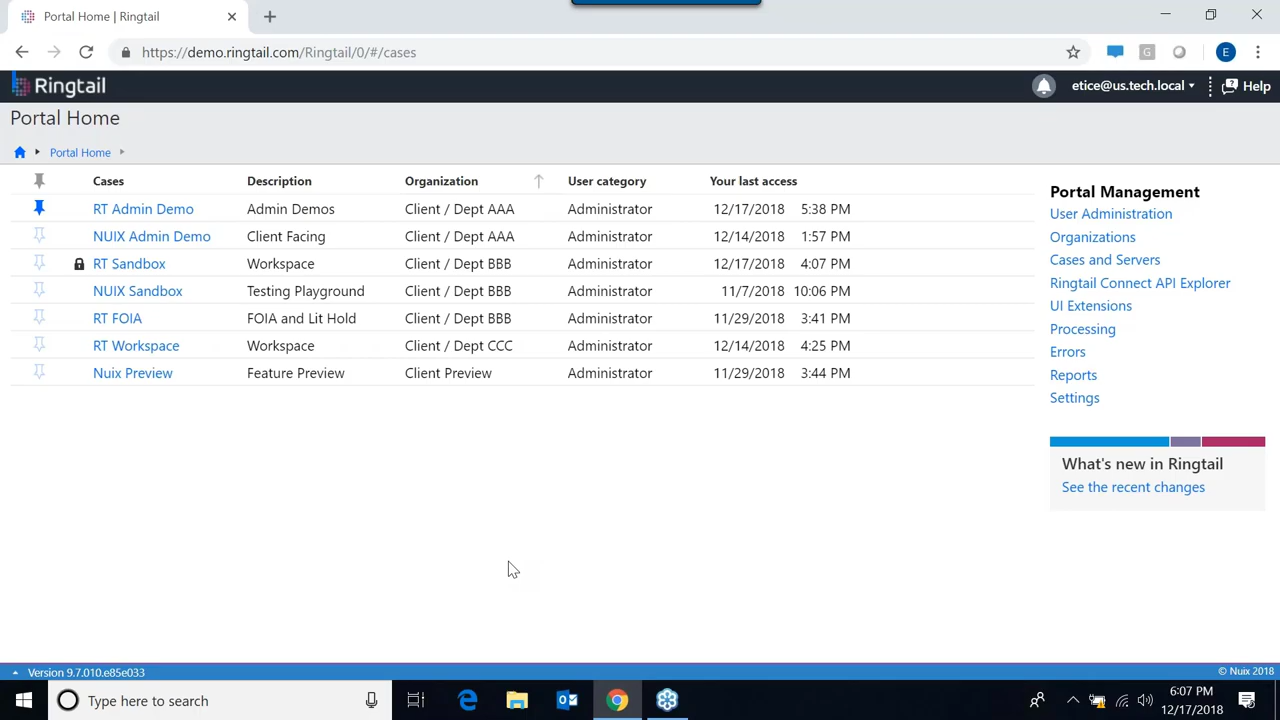 Portal Home | Ringtail
https://demo.ringtail.com/Ringtail/0/#/cases
G
E
Ringtail
etice@us.tech.local
Help
Portal Home
Portal Home
Cases Description Organization User category Your last access
RT Admin Demo Admin Demos Client / Dept AAA Administrator 12/17/2018 5:38 PM
NUIX Admin Demo Client Facing Client / Dept AAA Administrator 12/14/2018 1:57 PM
RT Sandbox Workspace Client / Dept BBB Administrator 12/17/2018 4:07 PM
NUIX Sandbox Testing Playground Client / Dept BBB Administrator 11/7/2018 10:06 PM
RT FOIA FOIA and Lit Hold Client / Dept BBB Administrator 11/29/2018 3:41 PM
RT Workspace Workspace Client / Dept CCC Administrator 12/14/2018 4:25 PM
Nuix Preview Feature Preview Client Preview Administrator 11/29/2018 3:44 PM
Portal Management
User Administration
Organizations
Cases and Servers
Ringtail Connect API Explorer
UI Extensions
Processing
Errors
Reports
Settings
What's new in Ringtail
See the recent changes
Version 9.7.010.e85e033
© Nuix 2018
Type here to search
6:07 PM
12/17/2018